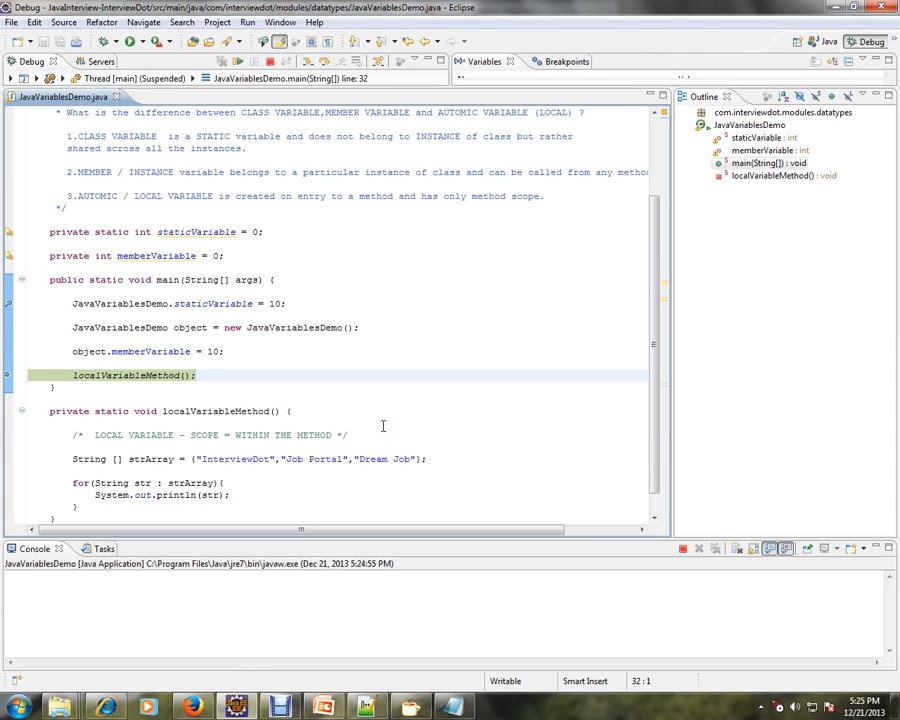 Debug - JavaInterview-InterviewDot/src/main/java/com/interviewdot/modules/datatypes/JavaVariablesDemo.java - Eclipse
File Edit Source Refactor Navigate Search Project Run Window Help
Java Debug
Debug Servers
Variables Breakpoints
Thread [main] (Suspended) JavaVariablesDemo.main(String[]) line: 32
JavaVariablesDemo.java
Outline
* What is the difference between CLASS VARIABLE,MEMBER VARIABLE and AUTOMIC VARIABLE (LOCAL) ?
1.CLASS VARIABLE is a STATIC variable and does not belong to INSTANCE of class but rather
shared across all the instances.
2.MEMBER / INSTANCE variable belongs to a particular instance of class and can be called from any metho
3.AUTOMIC / LOCAL VARIABLE is created on entry to a method and has only method scope.
*/
private static int staticVariable = 0;
private int memberVariable = 0;
public static void main(String[] args) {
JavaVariablesDemo.staticVariable = 10;
JavaVariablesDemo object = new JavaVariablesDemo();
object.memberVariable = 10;
localVariableMethod();
}
private static void localVariableMethod() {
/* LOCAL VARIABLE - SCOPE = WITHIN THE METHOD */
String [] strArray = {"InterviewDot","Job Portal","Dream Job"};
for(String str : strArray){
System.out.println(str);
}
}
com.interviewdot.modules.datatypes
JavaVariablesDemo
staticVariable : int
memberVariable : int
main(String[]) : void
localVariableMethod() : void
Console Tasks
JavaVariablesDemo [Java Application] C:\Program Files\Java\jre7\bin\javaw.exe (Dec 21, 2013 5:24:55 PM)
Writable Smart Insert 32 : 1
5:25 PM
12/21/2013